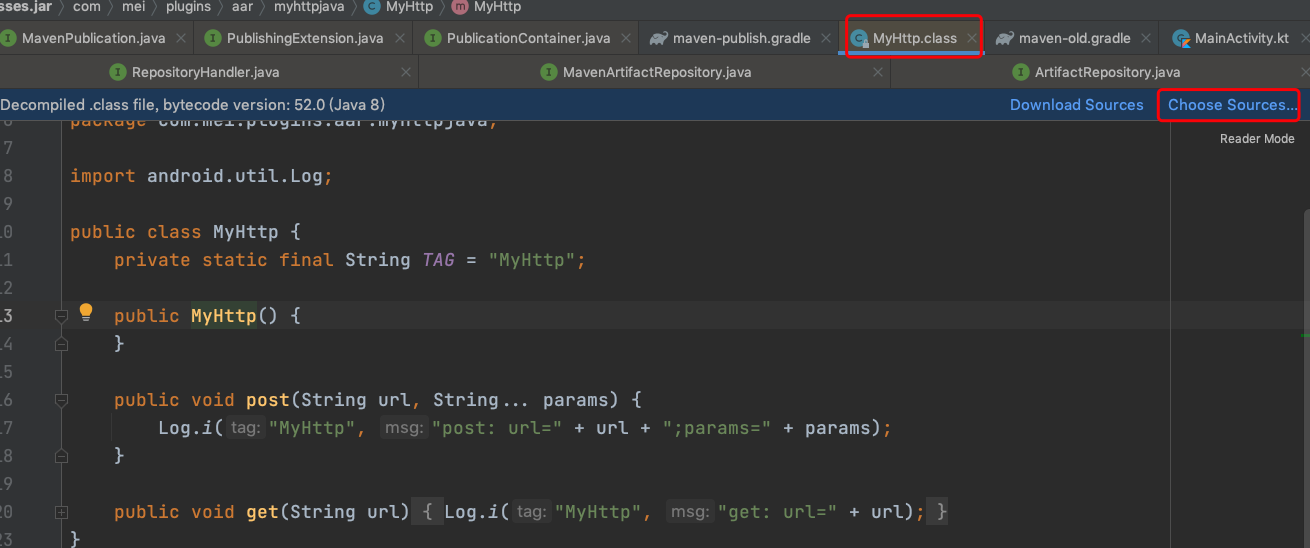 sses.jar com mei plugins aar myhttpjava MyHttp MyHttp
MavenPublication.java PublishingExtension.java PublicationContainer.java maven-publish.gradle MyHttp.class maven-old.gradle MainActivity.kt
RepositoryHandler.java MavenArtifactRepository.java ArtifactRepository.java
Decompiled .class file, bytecode version: 52.0 (Java 8) Download Sources Choose Sources...
package com.mei.plugins.aar.myhttpjava;
Reader Mode
7
8 import android.util.Log;
9
10 public class MyHttp {
11 private static final String TAG = "MyHttp";
12
13 public MyHttp() {
14 }
15
16 public void post(String url, String... params) {
17 Log.i( tag: "MyHttp", msg: "post: url=" + url + ";params=" + params);
18 }
19
20 public void get(String url) { Log.i( tag: "MyHttp", msg: "get: url=" + url); }
23 }